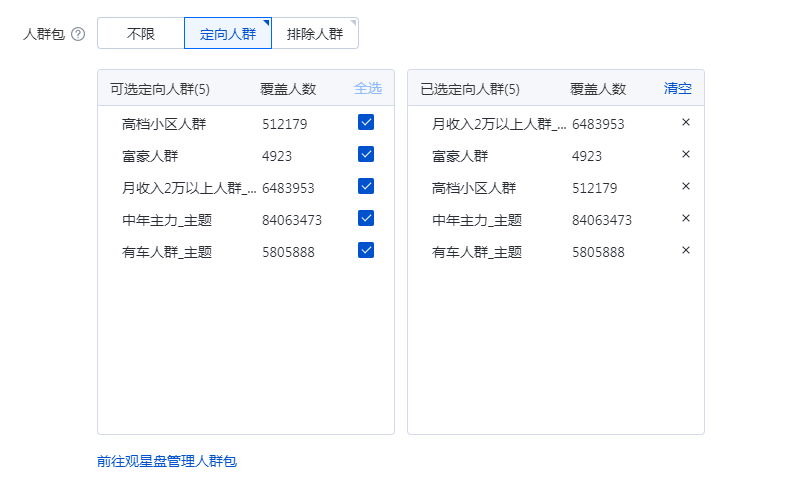 人群包 ? 不限 定向人群 排除人群
可选定向人群(5) 覆盖人数 全选
高档小区人群 512179
富豪人群 4923
月收入2万以上人群_... 6483953
中年主力_主题 84063473
有车人群_主题 5805888
已选定向人群(5) 覆盖人数 清空
月收入2万以上人群_... 6483953 ×
富豪人群 4923 ×
高档小区人群 512179 ×
中年主力_主题 84063473 ×
有车人群_主题 5805888 ×
前往观星盘管理人群包